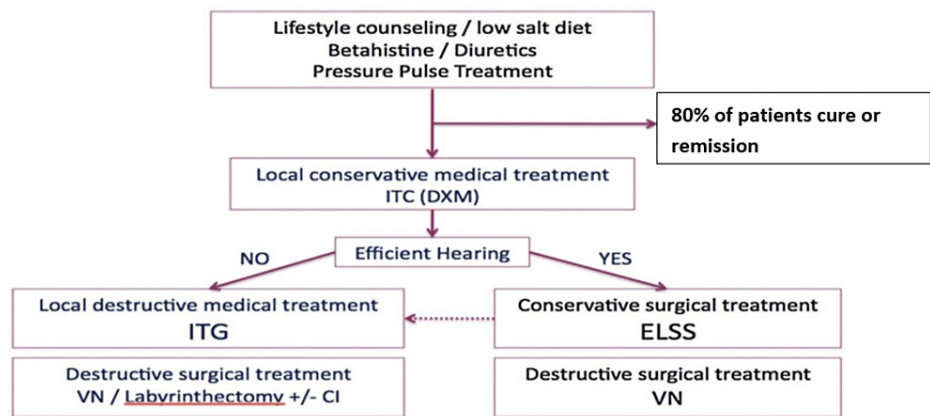 Lifestyle counseling / low salt diet
Betahistine / Diuretics
Pressure Pulse Treatment
80% of patients cure or
remission
Local conservative medical treatment
ITC (DXM)
Efficient Hearing
NO
YES
Local destructive medical treatment
ITG
Conservative surgical treatment
ELSS
Destructive surgical treatment
VN / Labyrinthectomy +/- CI
Destructive surgical treatment
VN